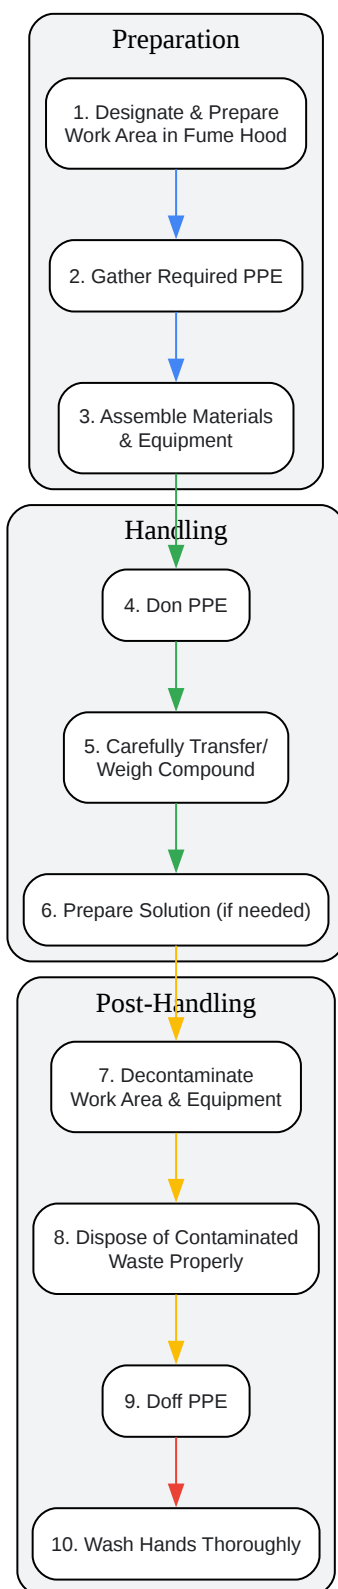 Preparation
1. Designate & Prepare
Work Area in Fume Hood
2. Gather Required PPE
3. Assemble Materials
& Equipment
Handling
4. Don PPE
5. Carefully Transfer/
Weigh Compound
6. Prepare Solution (if needed)
Post-Handling
7. Decontaminate
Work Area & Equipment
8. Dispose of Contaminated
Waste Properly
9. Doff PPE
10. Wash Hands Thoroughly